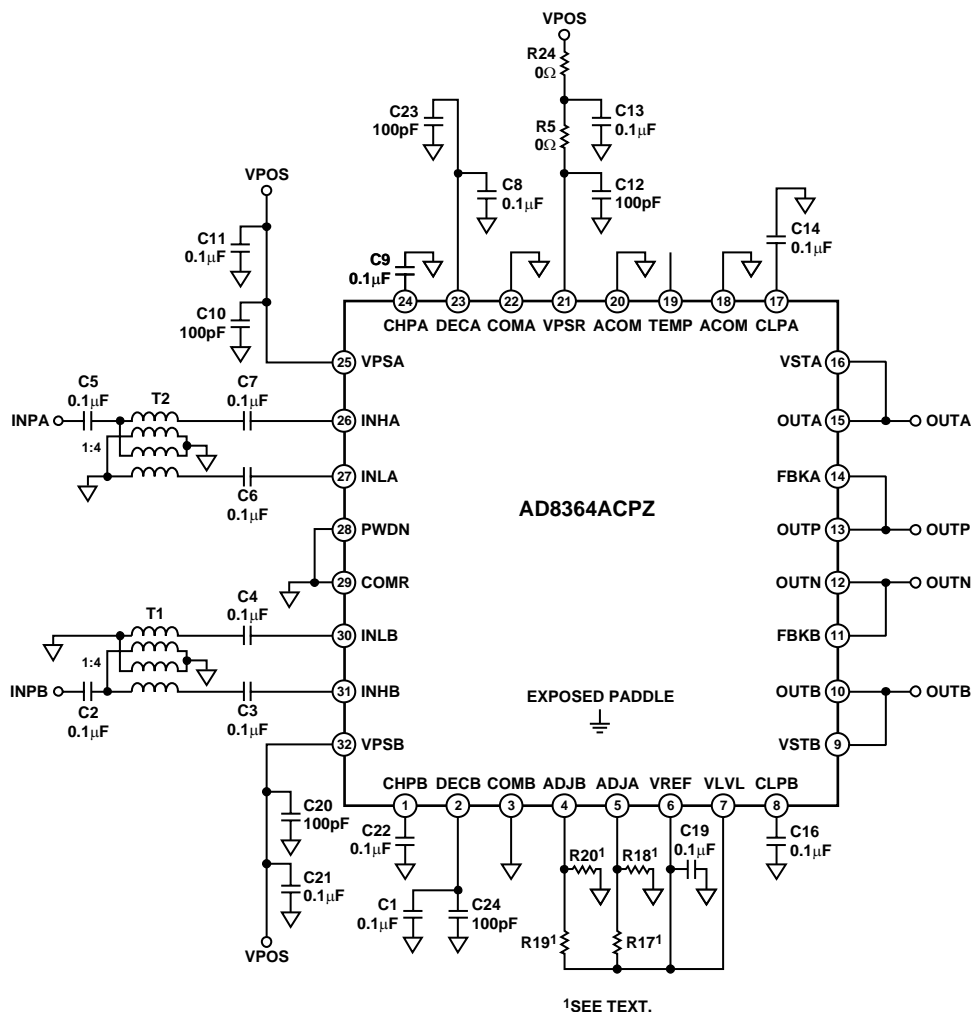 VPOS
R24
0Ω
C13
0.1μF
R5
0Ω
C12
100pF
C23
100pF
C8
0.1μF
VPOS
C11
0.1μF
C10
100pF
C9
0.1μF
C14
0.1μF
24 23 22 21 20 19 18 17
CHPA DECA COMA VPSR ACOM TEMP ACOM CLPA
25 VPSA
C5
0.1μF
T2
C7
0.1μF
INPA
1:4
26 INHA
27 INLA
C6
0.1μF
28 PWDN
29 COMR
C4
0.1μF
T1
30 INLB
1:4
INPB
31 INHB
C2
0.1μF
C3
0.1μF
32 VPSB
AD8364ACPZ
EXPOSED PADDLE
VSTA 16
OUTA 15 OUTA
FBKA 14
OUTP 13 OUTP
OUTN 12 OUTN
FBKB 11
OUTB 10 OUTB
VSTB 9
CHPB DECB COMB ADJB ADJA VREF VLVL CLPB
1 2 3 4 5 6 7 8
C20
100pF
C21
0.1μF
VPOS
C22
0.1μF
C1
0.1μF
C24
100pF
R20¹
R18¹
C19
0.1μF
C16
0.1μF
R19¹
R17¹
¹SEE TEXT.